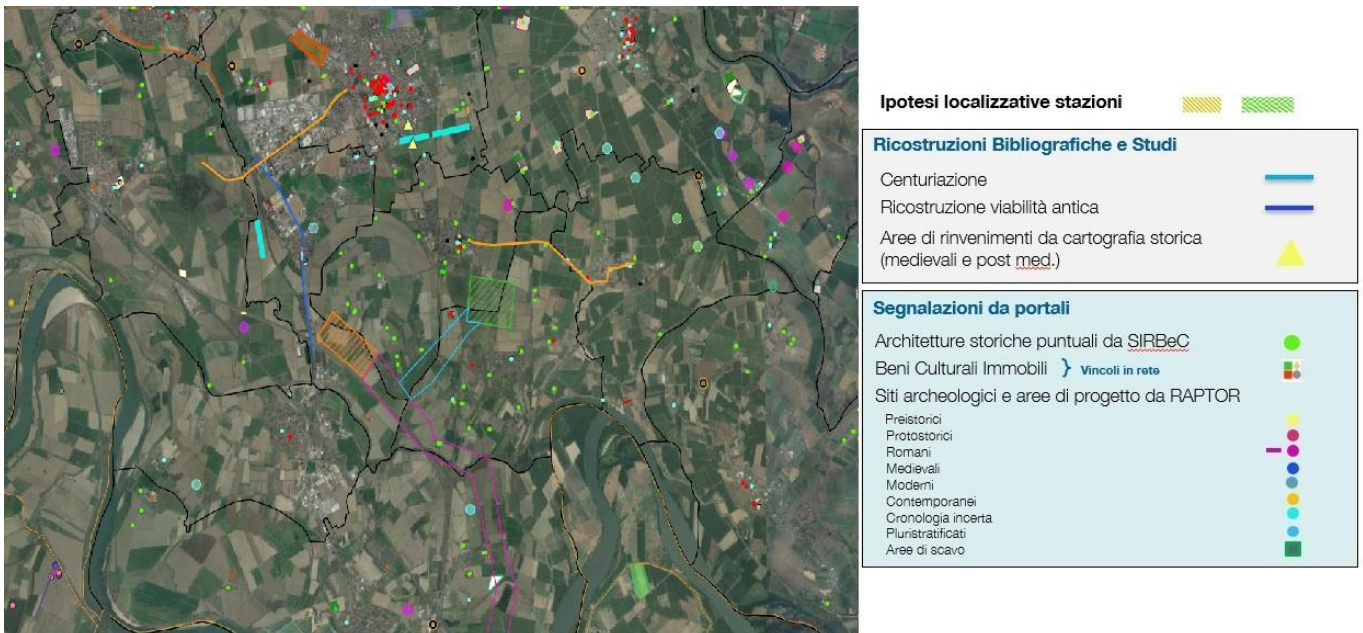 Ipotesi localizzative stazioni
Ricostruzioni Bibliografiche e Studi
Centuriazione
Ricostruzione viabilità antica
Aree di rinvenimenti da cartografia storica
(medievali e post med.)
Segnalazioni da portali
Architetture storiche puntuali da SIRBeC
Beni Culturali Immobili } Vincoli in rete
Siti archeologici e aree di progetto da RAPTOR
Preistorici
Protostorici
Romani
Medievali
Moderni
Contemporanei
Cronologia incerta
Pluristratificati
Aree di scavo